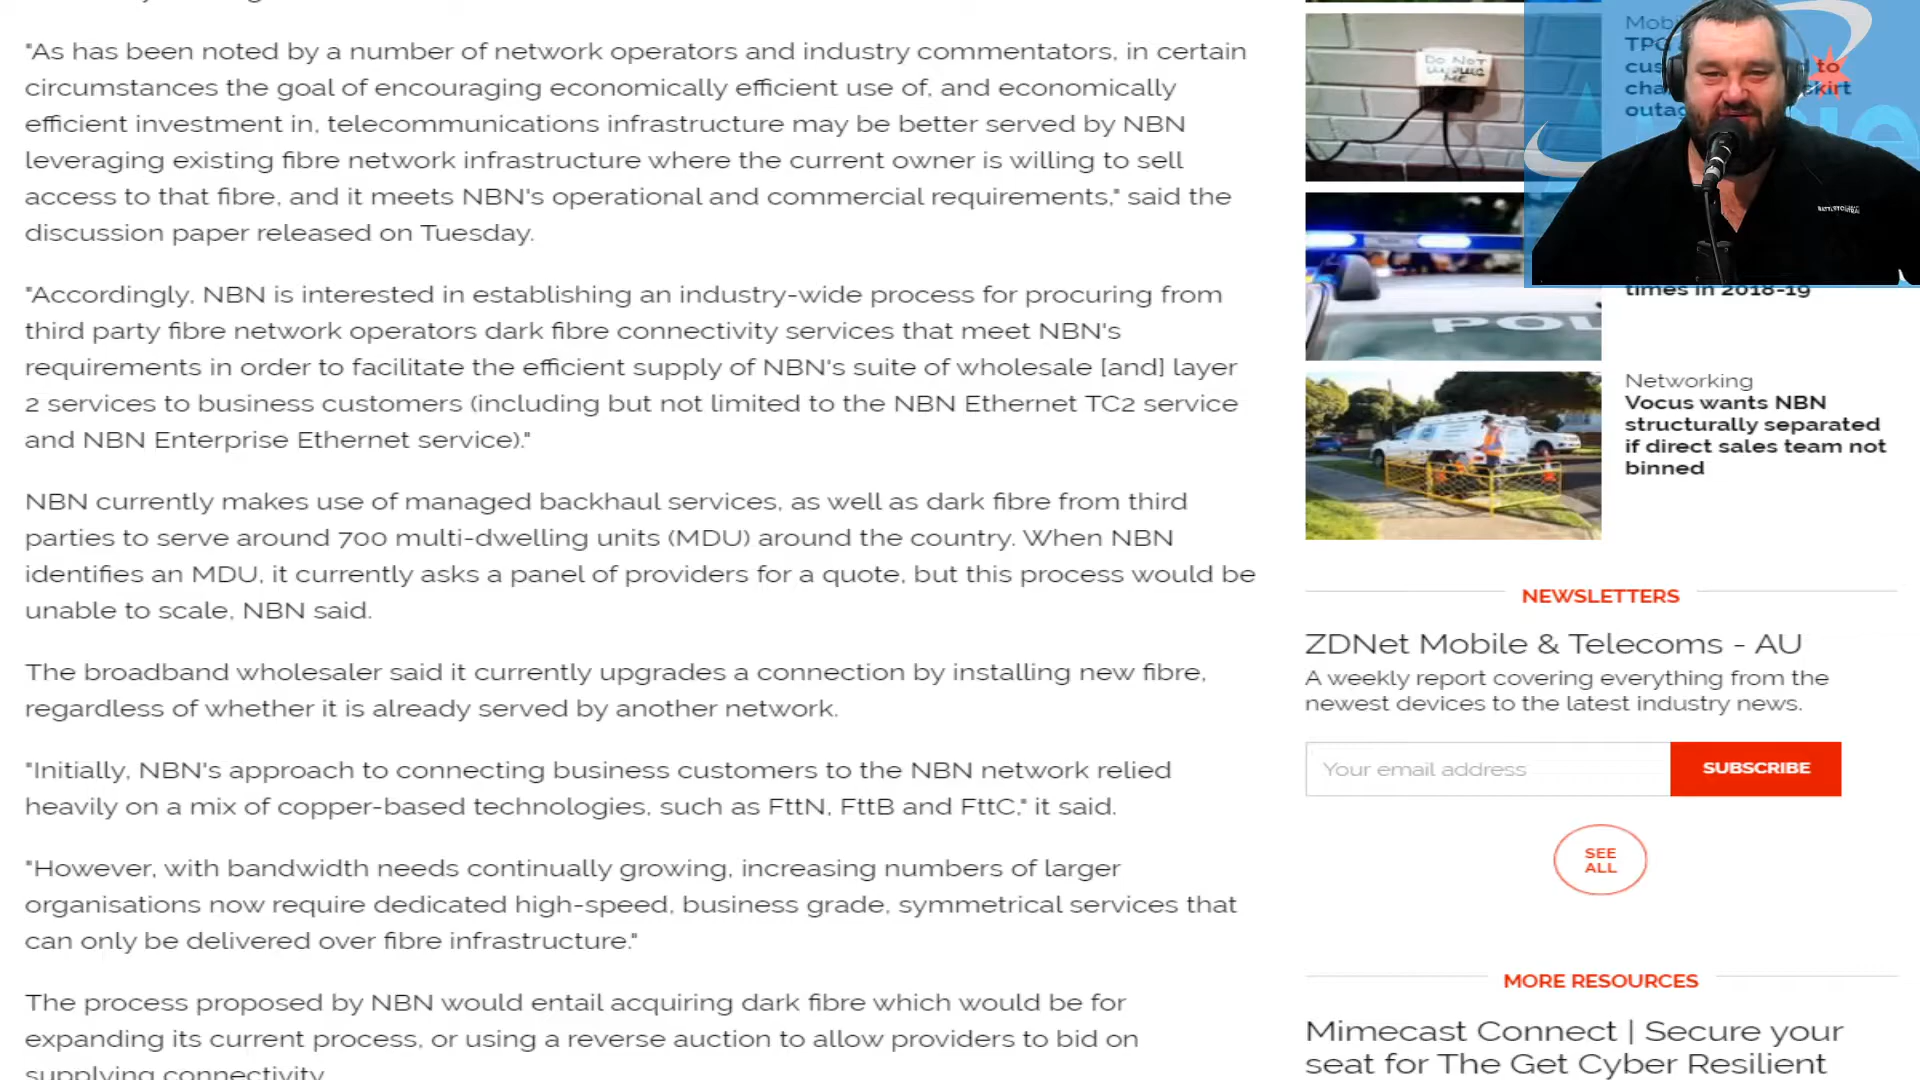 "As has been noted by a number of network operators and industry commentators, in certain
circumstances the goal of encouraging economically efficient use of, and economically
efficient investment in, telecommunications infrastructure may be better served by NBN
leveraging existing fibre network infrastructure where the current owner is willing to sell
access to that fibre, and it meets NBN's operational and commercial requirements," said the
discussion paper released on Tuesday.
"Accordingly, NBN is interested in establishing an industry-wide process for procuring from
third party fibre network operators dark fibre connectivity services that meet NBN's
requirements in order to facilitate the efficient supply of NBN's suite of wholesale [and] layer
2 services to business customers (including but not limited to the NBN Ethernet TC2 service
and NBN Enterprise Ethernet service)."
NBN currently makes use of managed backhaul services, as well as dark fibre from third
parties to serve around 700 multi-dwelling units (MDU) around the country. When NBN
identifies an MDU, it currently asks a panel of providers for a quote, but this process would be
unable to scale, NBN said.
The broadband wholesaler said it currently upgrades a connection by installing new fibre,
regardless of whether it is already served by another network.
"Initially, NBN's approach to connecting business customers to the NBN network relied
heavily on a mix of copper-based technologies, such as FttN, FttB and FttC," it said.
"However, with bandwidth needs continually growing, increasing numbers of larger
organisations now require dedicated high-speed, business grade, symmetrical services that
can only be delivered over fibre infrastructure."
The process proposed by NBN would entail acquiring dark fibre which would be for
expanding its current process, or using a reverse auction to allow providers to bid on
supplying connectivity.
DO NOT
UNPLUG
ME
Mobi
TPG
cus to
cha skirt
outag
POL
times in 2018-19
Networking
Vocus wants NBN
structurally separated
if direct sales team not
binned
NEWSLETTERS
ZDNet Mobile & Telecoms - AU
A weekly report covering everything from the
newest devices to the latest industry news.
Your email address
SUBSCRIBE
SEE
ALL
MORE RESOURCES
Mimecast Connect | Secure your
seat for The Get Cyber Resilient